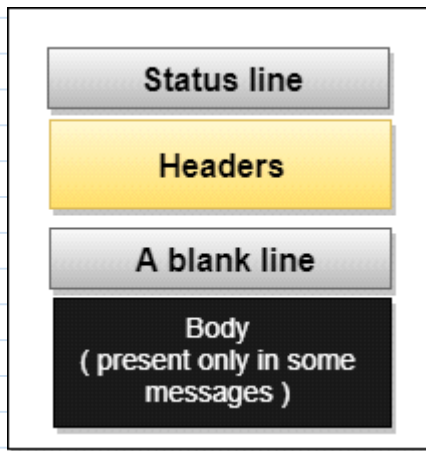 Status line
Headers
A blank line
Body
( present only in some
messages )